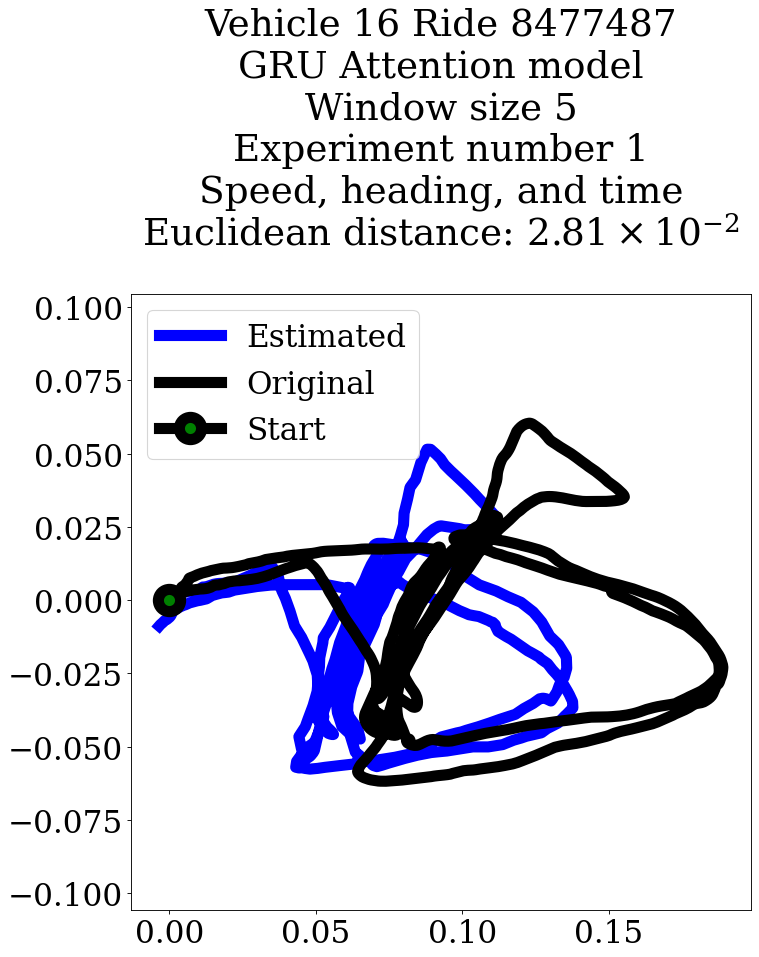 Vehicle 16 Ride 8477487
GRU Attention model
Window size 5
Experiment number 1
Speed, heading, and time
Euclidean distance: 2.81 × 10⁻²
Estimated
Original
Start
0.100
0.075
0.050
0.025
0.000
−0.025
−0.050
−0.075
−0.100
0.00 0.05 0.10 0.15